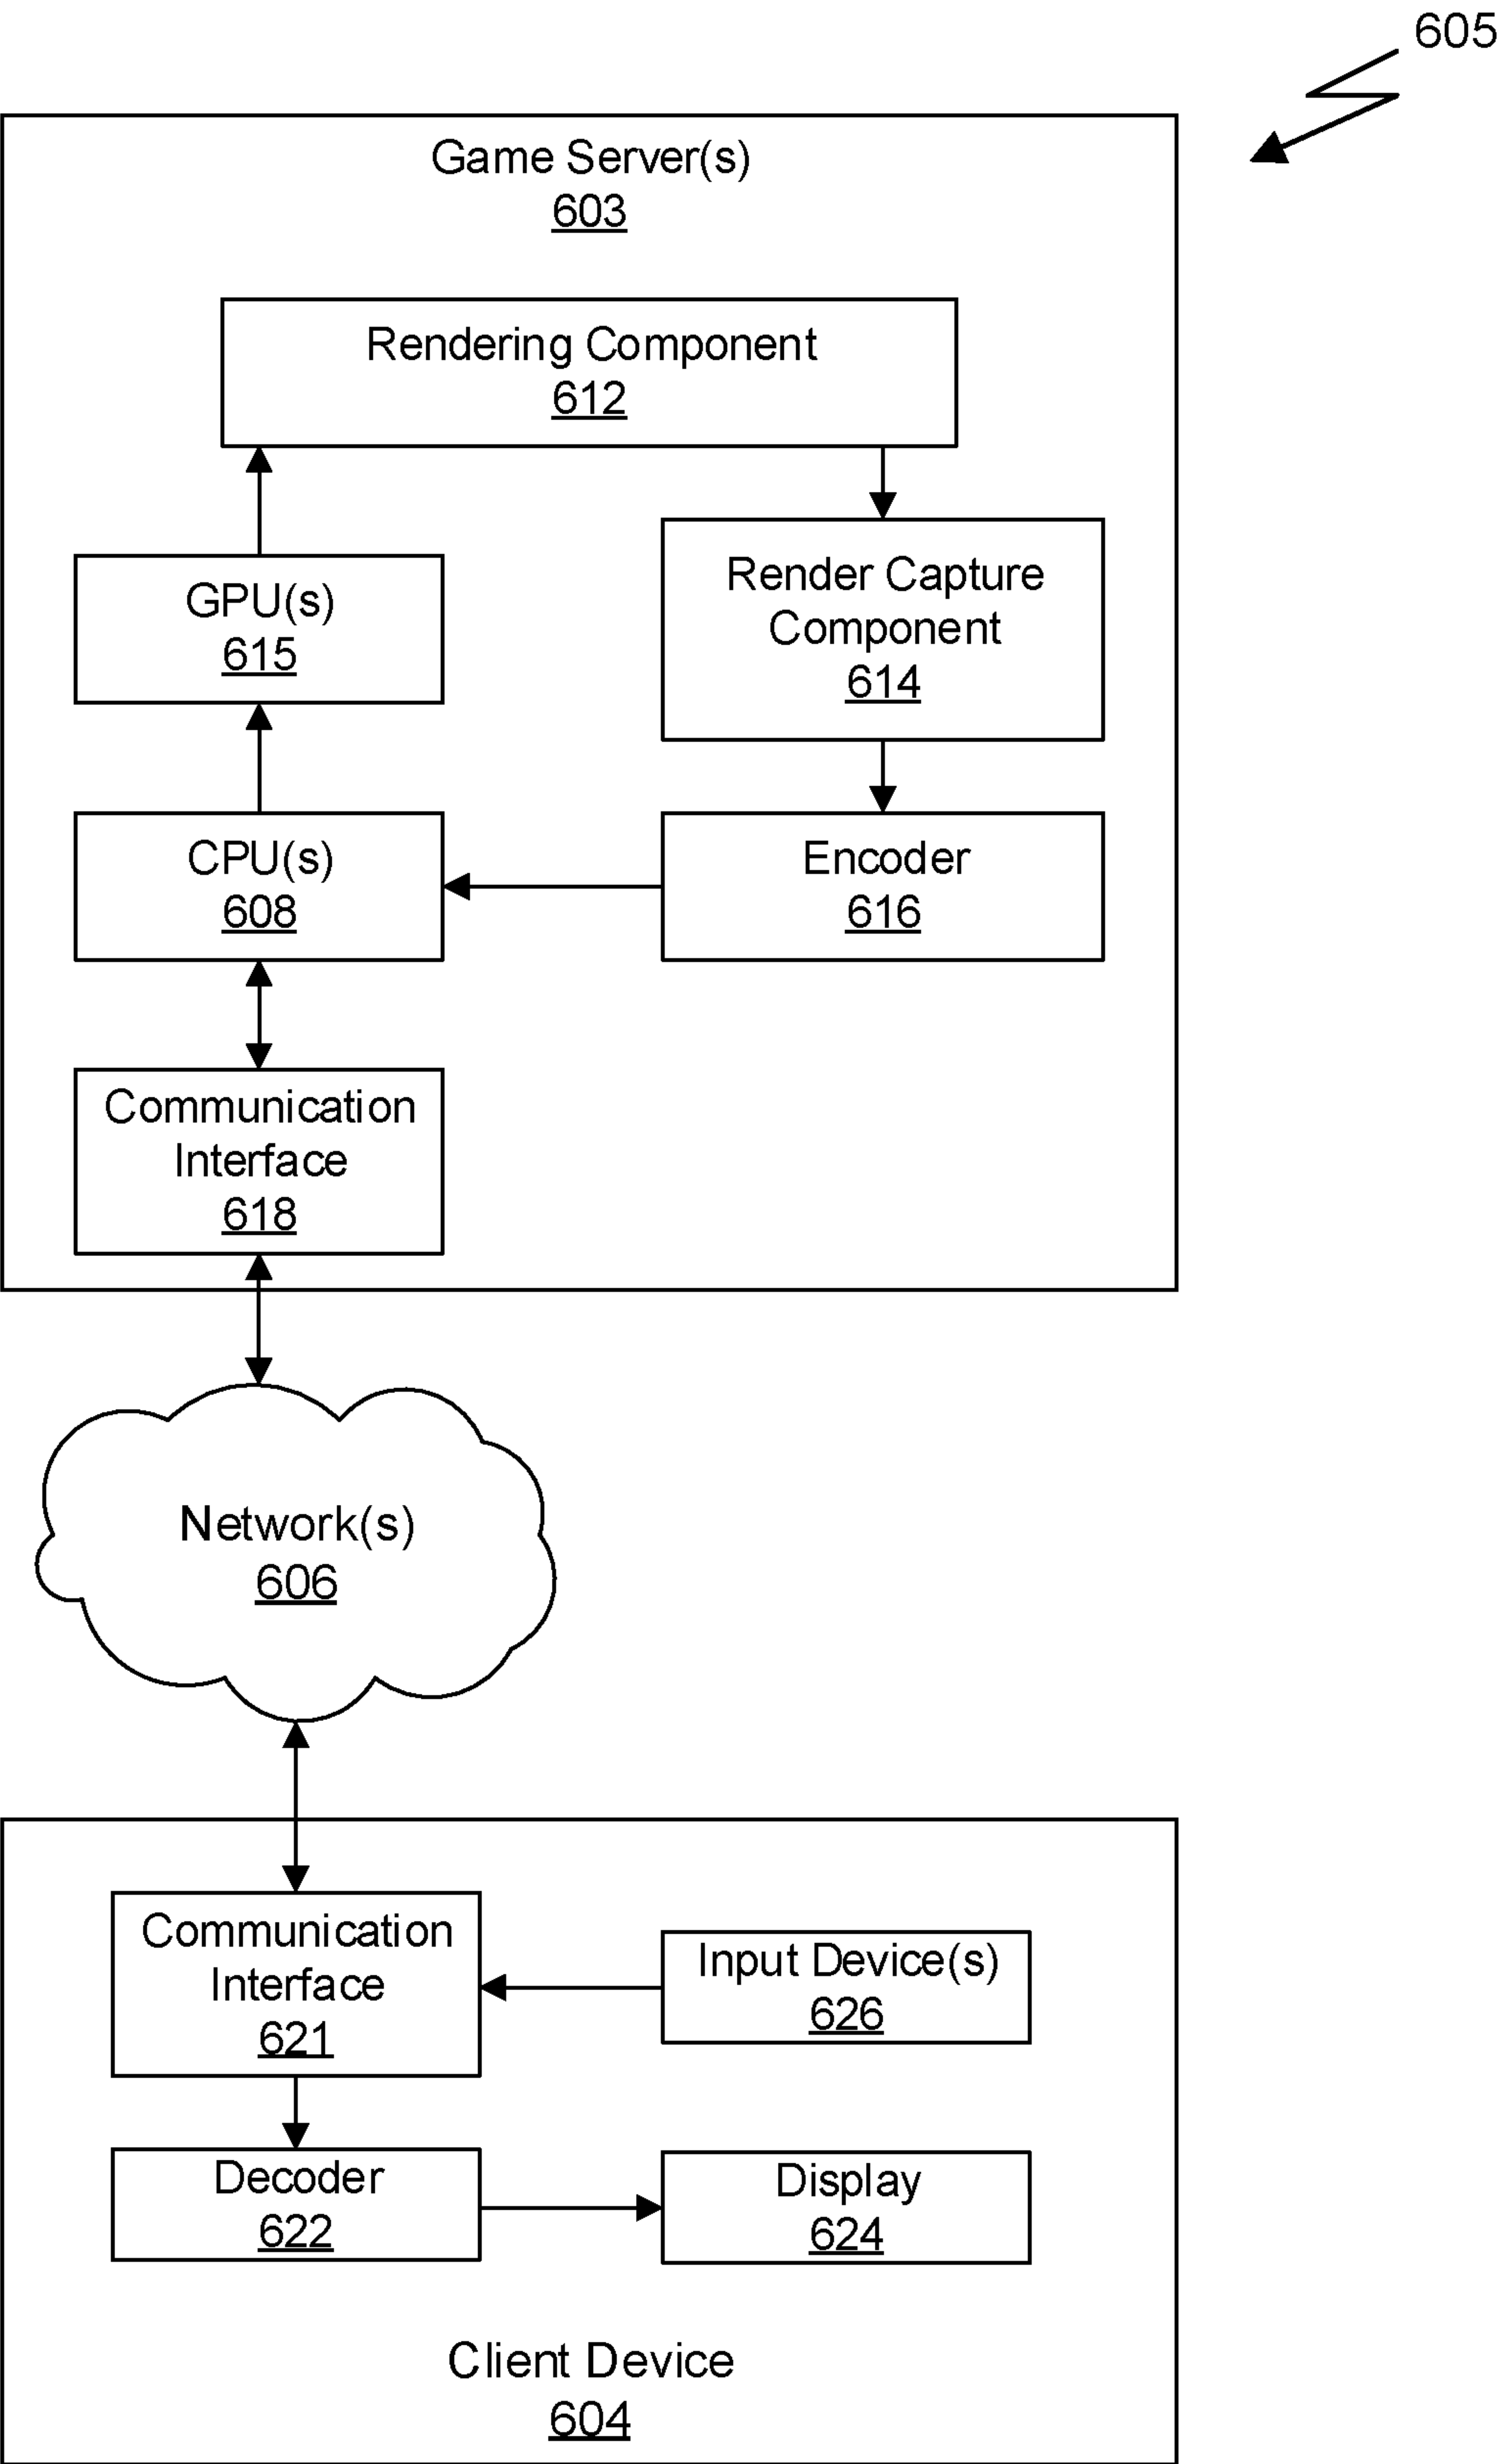 605
Game Server(s)
603
Rendering Component
612
GPU(s)
615
Render Capture
Component
614
CPU(s)
608
Encoder
616
Communication
Interface
618
Network(s)
606
Communication
Interface
621
Input Device(s)
626
Decoder
622
Display
624
Client Device
604